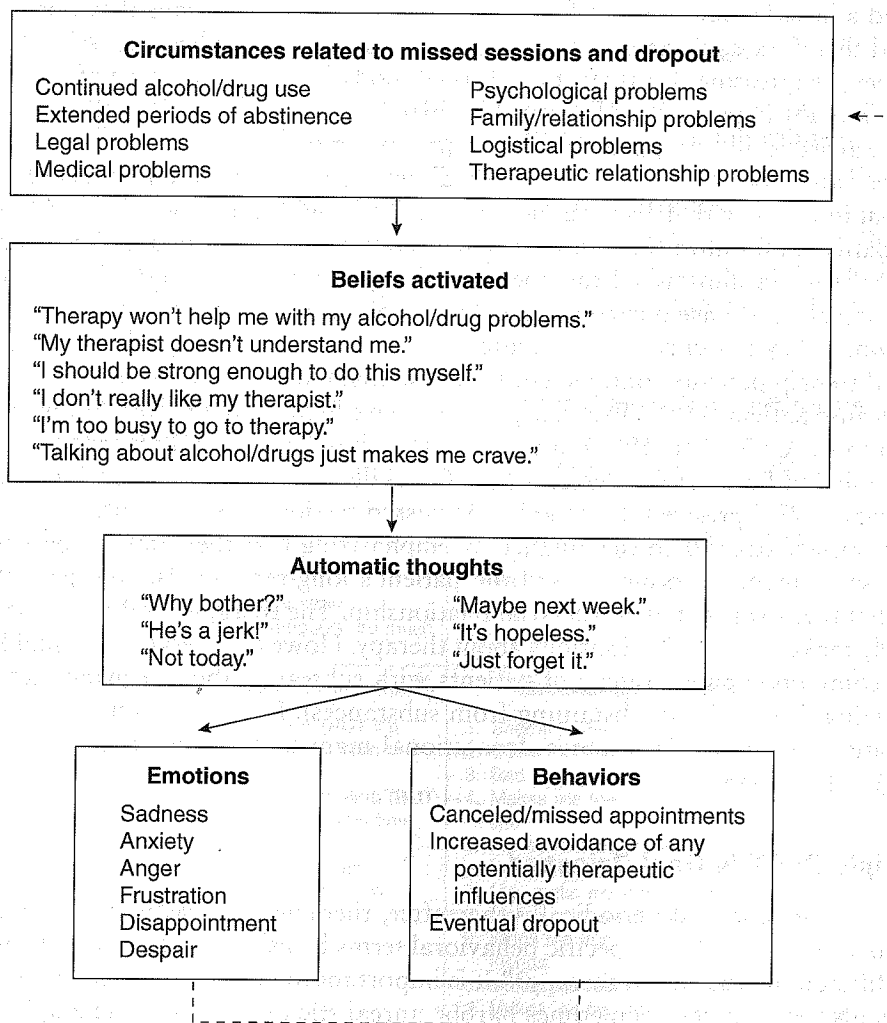 Circumstances related to missed sessions and dropout
Continued alcohol/drug use
Extended periods of abstinence
Legal problems
Medical problems
Psychological problems
Family/relationship problems
Logistical problems
Therapeutic relationship problems
Beliefs activated
“Therapy won’t help me with my alcohol/drug problems.”
“My therapist doesn’t understand me.”
“I should be strong enough to do this myself.”
“I don’t really like my therapist.”
“I’m too busy to go to therapy.”
“Talking about alcohol/drugs just makes me crave.”
Automatic thoughts
“Why bother?”
“He’s a jerk!”
“Not today.”
“Maybe next week.”
“It’s hopeless.”
“Just forget it.”
Emotions
Sadness
Anxiety
Anger
Frustration
Disappointment
Despair
Behaviors
Canceled/missed appointments
Increased avoidance of any
potentially therapeutic
influences
Eventual dropout